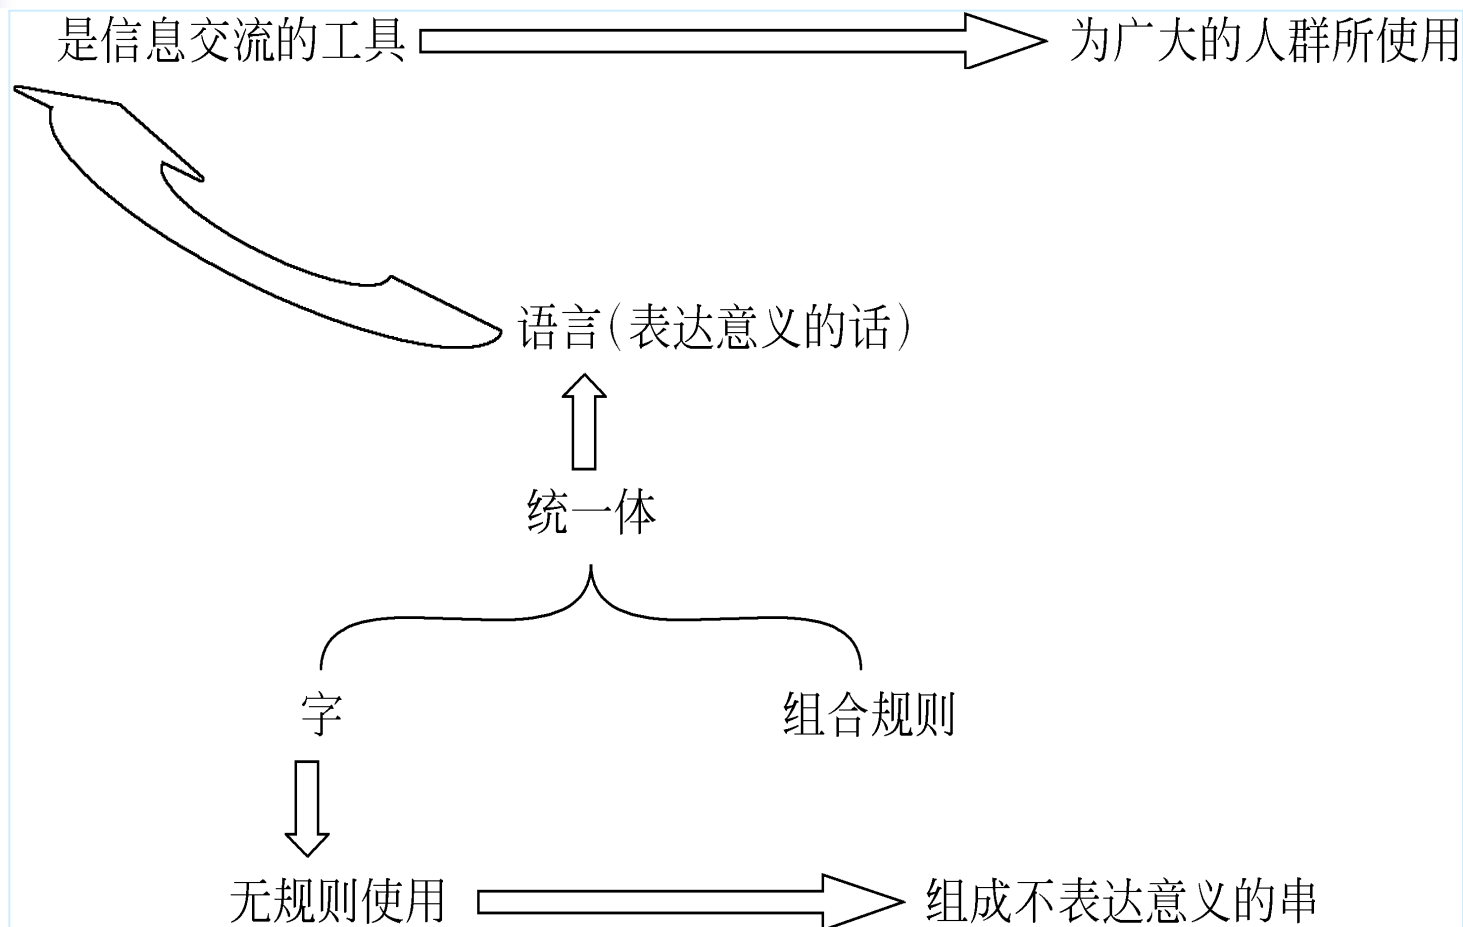 是信息交流的工具
为广大的人群所使用
语言(表达意义的话)
统一体
字
组合规则
无规则使用
组成不表达意义的串